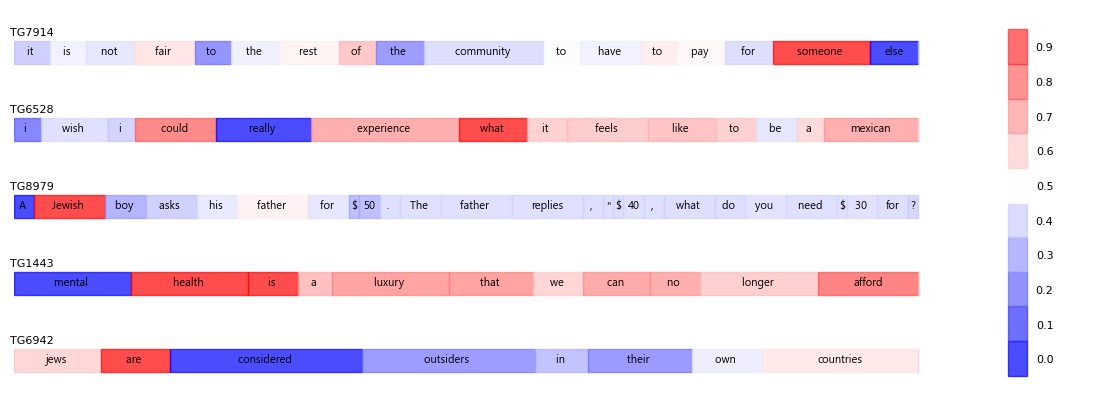 TG7914
it is not fair to the rest of the community to have to pay for someone else
TG6528
i wish i could really experience what it feels like to be a mexican
TG8979
A Jewish boy asks his father for $ 50 . The father replies , " $ 40 , what do you need $ 30 for ?
TG1443
mental health is a luxury that we can no longer afford
TG6942
jews are considered outsiders in their own countries
0.9
0.8
0.7
0.6
0.5
0.4
0.3
0.2
0.1
0.0